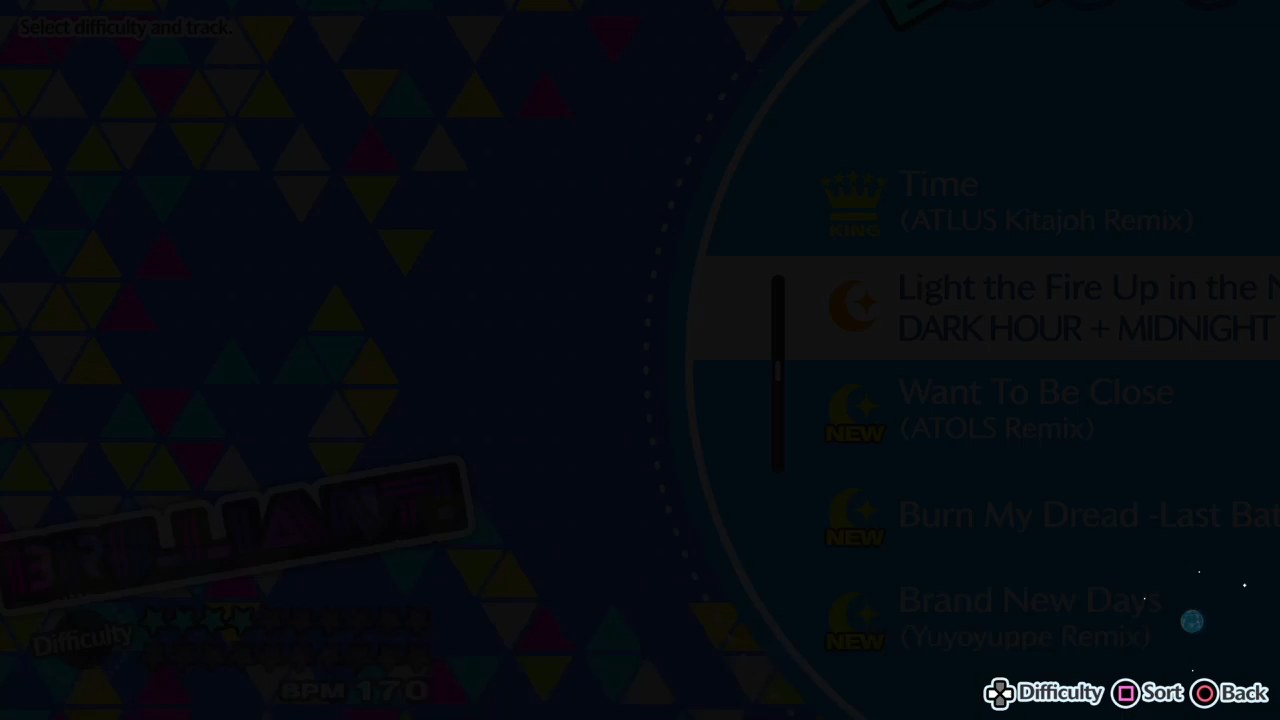 Select difficulty and track.
Time
(ATLUS Kitajoh Remix)
KING
Light the Fire Up in the
DARK HOUR + MIDNIGHT
Want To Be Close
(ATOLS Remix)
NEW
Burn My Dread -Last
NEW
Brand New Days
(Yuyoyuppe Remix)
NEW
BRILLIANT!
Difficulty
BPM 170
Difficulty Sort Back